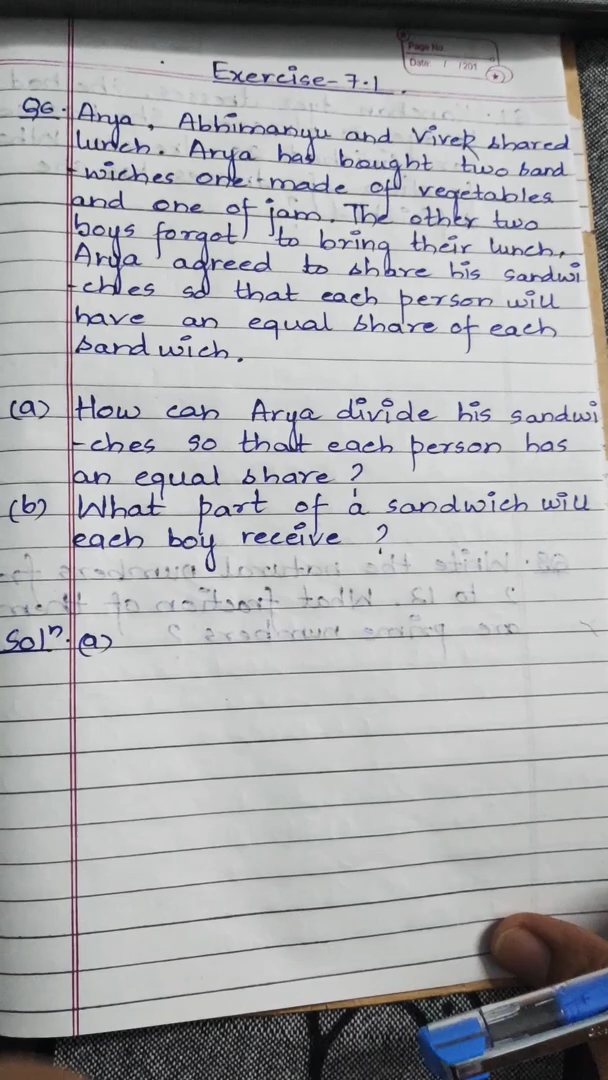 Page No
Date / /201
Exercise-7.1
Q6. Arya, Abhimanyu and Vivek shared
lunch. Arya has bought two sand
-wiches one made of vegetables
and one of jam. The other two
boys forgot to bring their lunch.
Arya agreed to share his sandwi
-ches so that each person will
have an equal share of each
sandwich.
(a) How can Arya divide his sandwi
-ches so that each person has
an equal share?
(b) What part of a sandwich will
each boy receive ?
Solⁿ. (a)